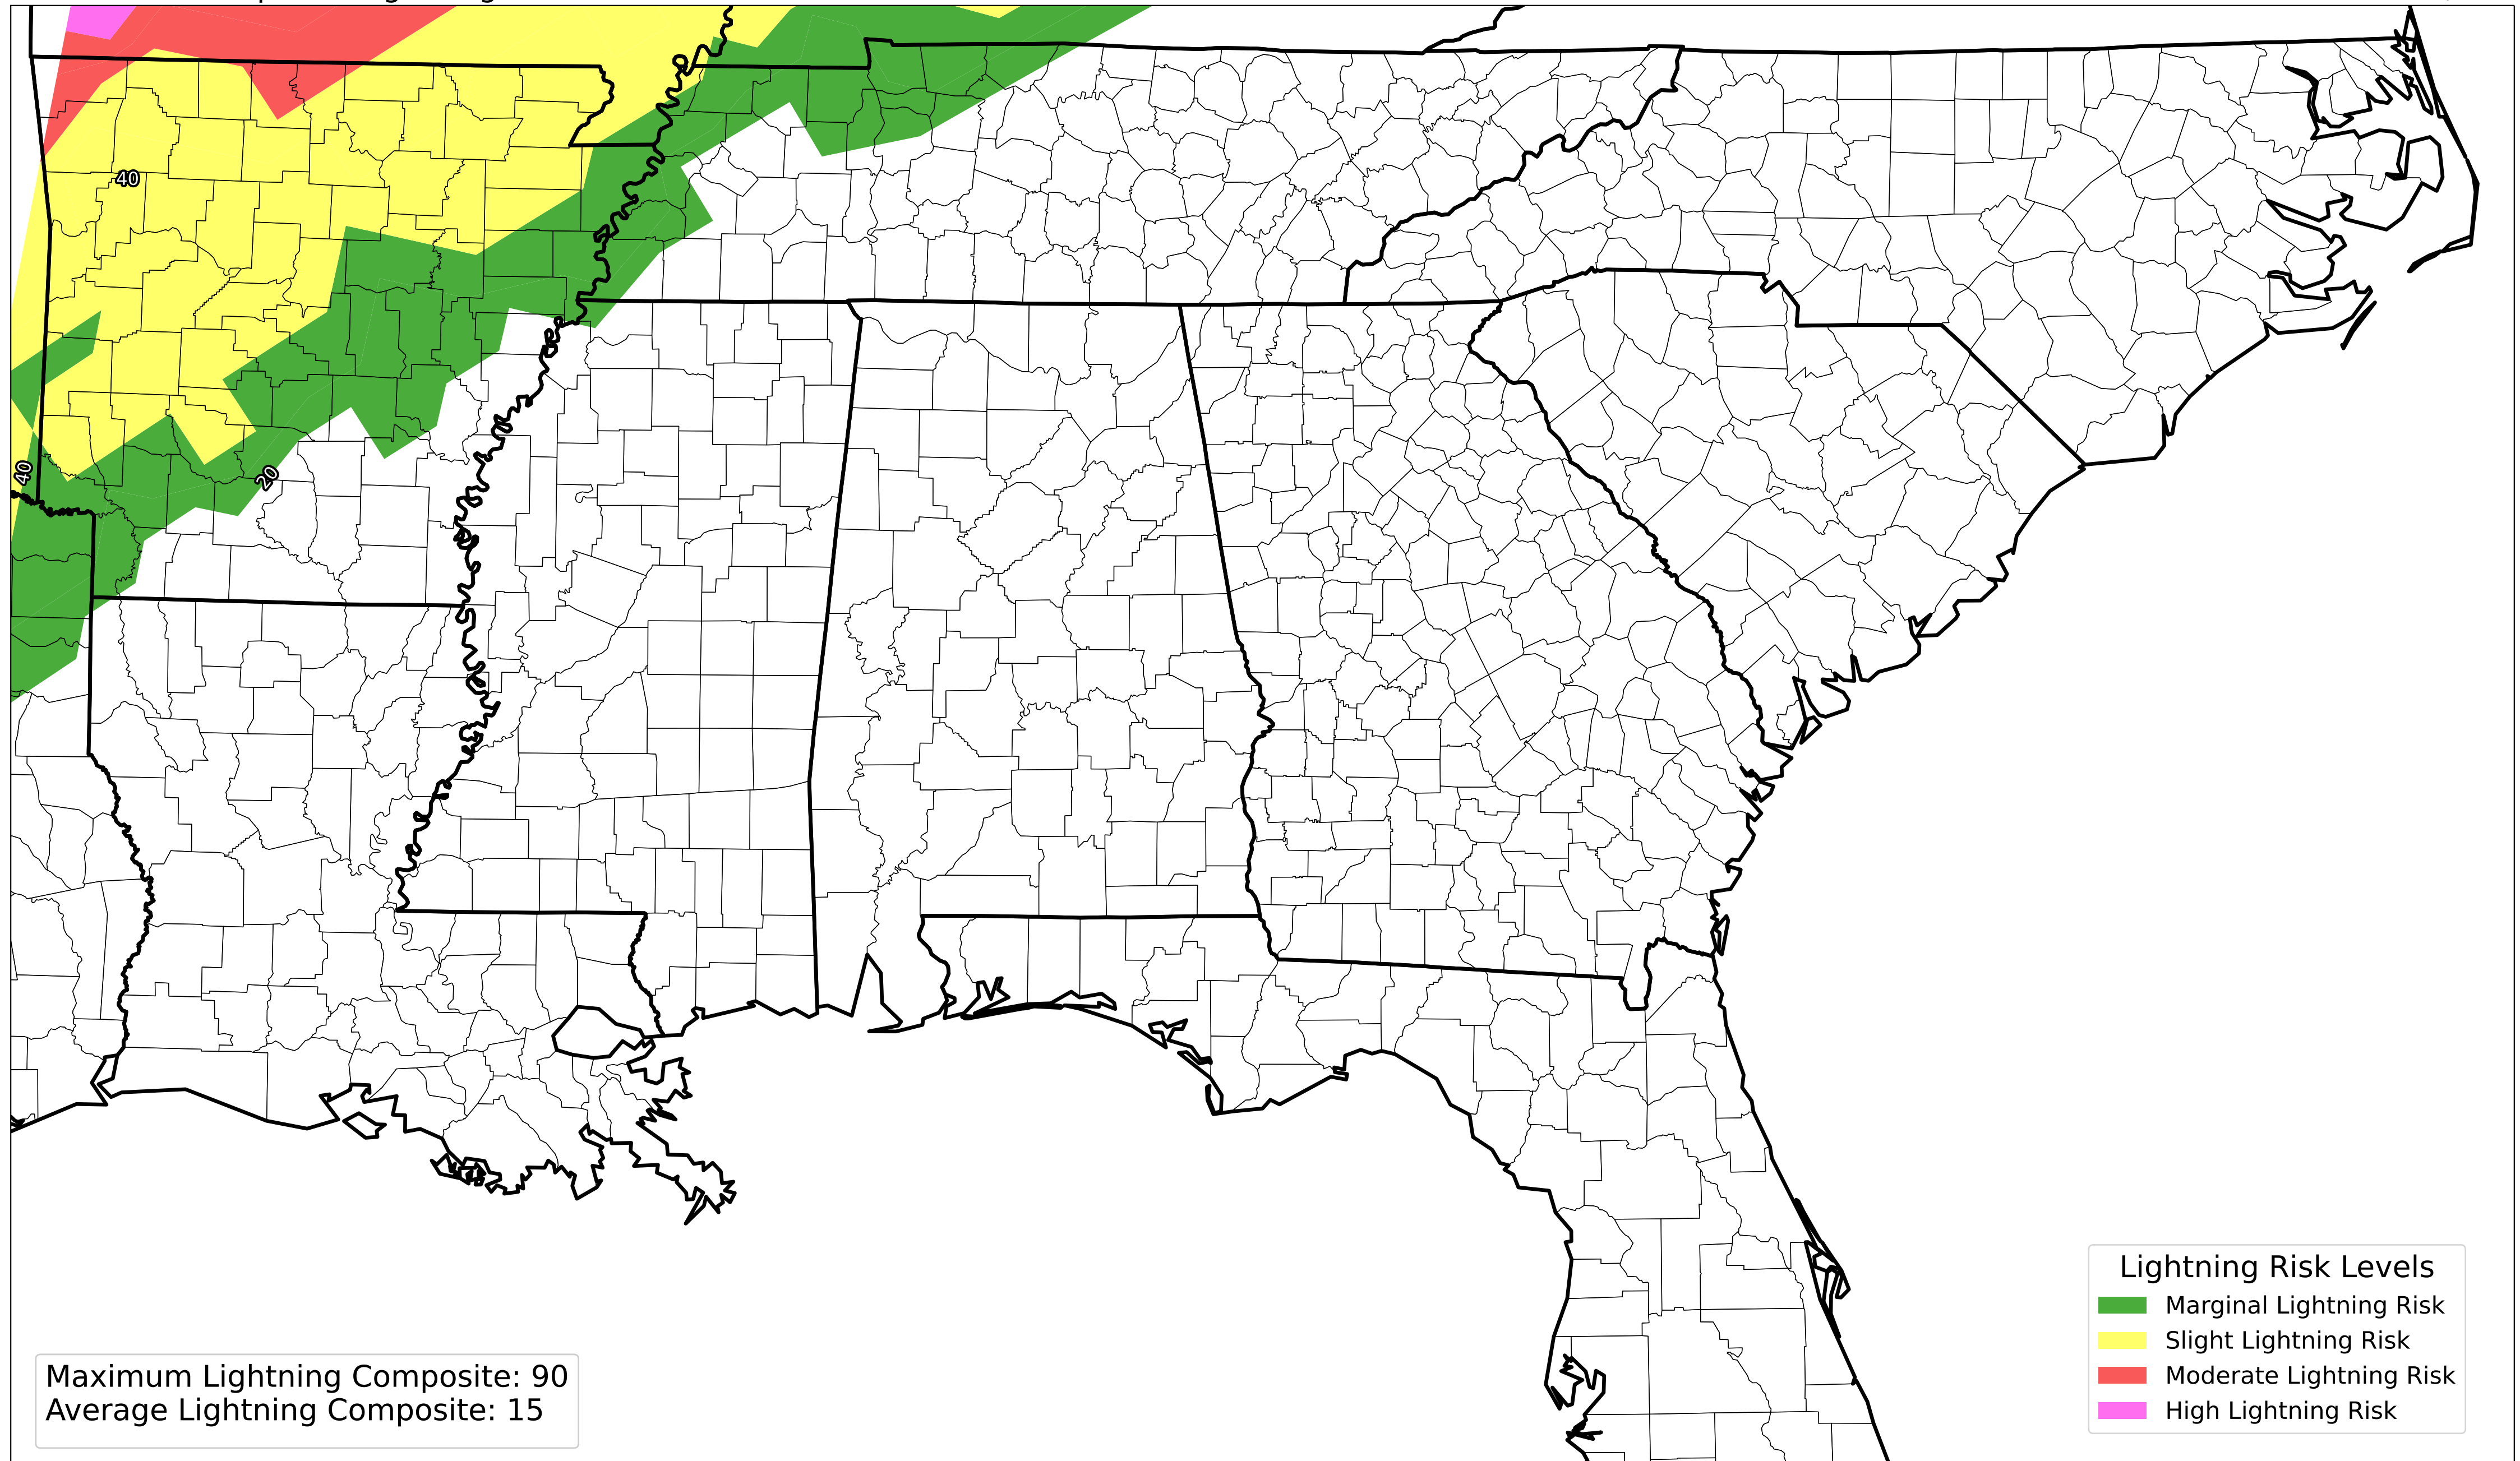 40
40
20
Lightning Risk Levels
Marginal Lightning Risk
Slight Lightning Risk
Moderate Lightning Risk
High Lightning Risk
Maximum Lightning Composite: 90
Average Lightning Composite: 15